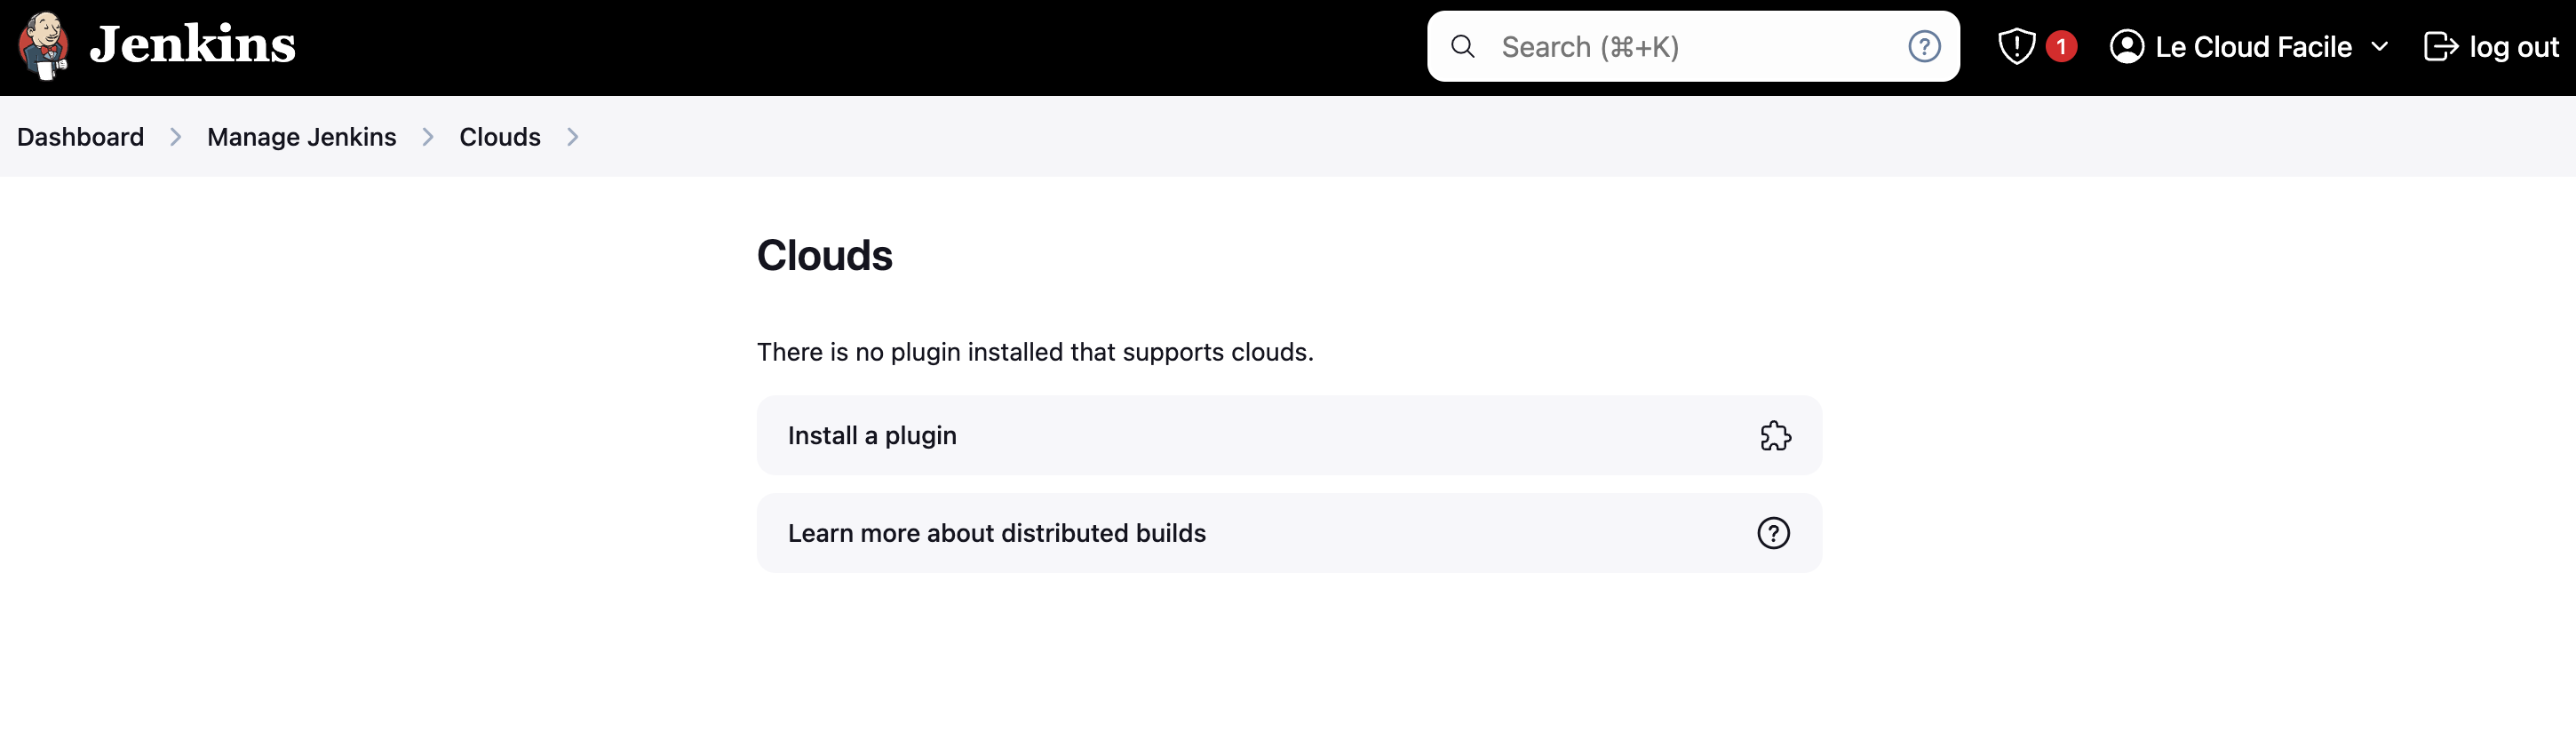 Jenkins
Search (⌘+K)
?
1
Le Cloud Facile
log out
Dashboard
Manage Jenkins
Clouds
Clouds
There is no plugin installed that supports clouds.
Install a plugin
Learn more about distributed builds
?